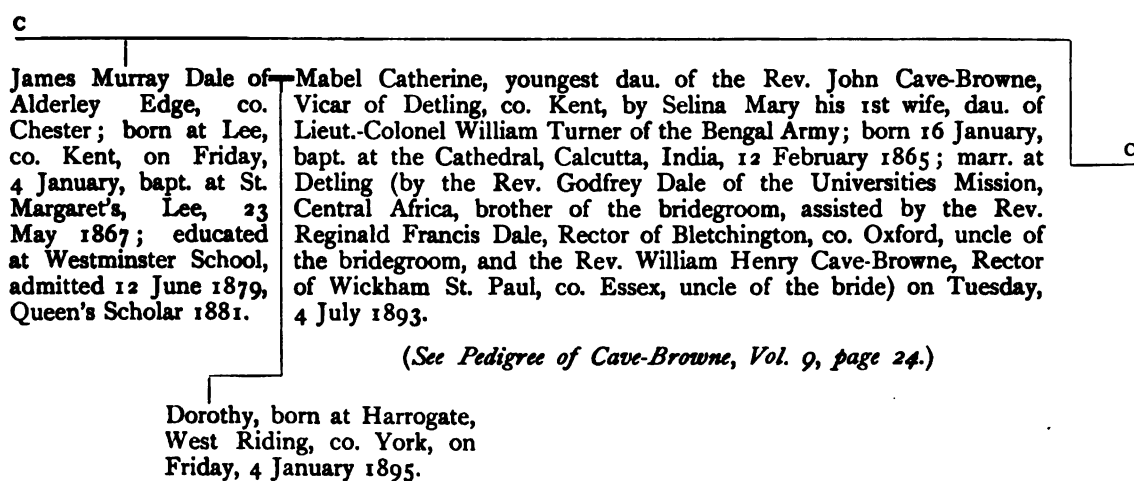 C
James Murray Dale of
Alderley Edge, co.
Chester; born at Lee,
co. Kent, on Friday,
4 January, bapt. at St.
Margaret's, Lee, 23
May 1867; educated
at Westminster School,
admitted 12 June 1879,
Queen's Scholar 1881.
Mabel Catherine, youngest dau. of the Rev. John Cave-Browne,
Vicar of Detling, co. Kent, by Selina Mary his 1st wife, dau. of
Lieut.-Colonel William Turner of the Bengal Army; born 16 January,
bapt. at the Cathedral, Calcutta, India, 12 February 1865; marr. at
Detling (by the Rev. Godfrey Dale of the Universities Mission,
Central Africa, brother of the bridegroom, assisted by the Rev.
Reginald Francis Dale, Rector of Bletchington, co. Oxford, uncle of
the bridegroom, and the Rev. William Henry Cave-Browne, Rector
of Wickham St. Paul, co. Essex, uncle of the bride) on Tuesday,
4 July 1893.
(See Pedigree of Cave-Browne, Vol. 9, page 24.)
Dorothy, born at Harrogate,
West Riding, co. York, on
Friday, 4 January 1895.